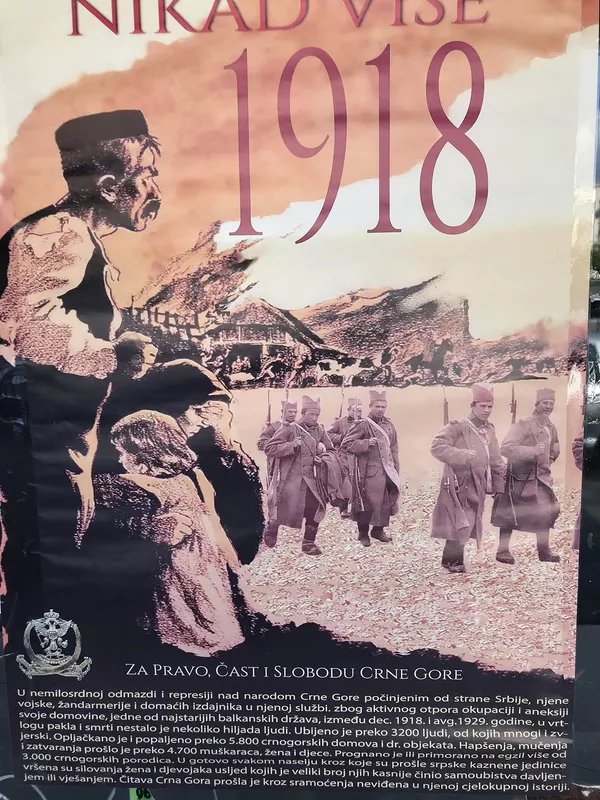 NIKAD VIŠE
1918
ZA PRAVO, ČAST I SLOBODU CRNE GORE
U nemilosrdnoj odmazdi i represiji nad narodom Crne Gore počinjenim od strane Srbije, njene
vojske, žandarmerije i domaćih izdajnika u njenoj službi. zbog aktivnog otpora okupaciji i aneksiji
svoje domovine, jedne od najstarijih balkanskih država, između dec. 1918. i avg.1929. godine, u vrt-
logu pakla i smrti nestalo je nekoliko hiljada ljudi. Ubijeno je preko 3200 ljudi, od kojih mnogi i zv-
jerski. Opljačkano je i popaljeno preko 5.800 crnogorskih domova i dr. objekata. Hapšenja, mučenja
i zatvaranja prošlo je preko 4.700 muškaraca, žena i djece. Prognano je ili primorano na egzil više od
3.000 crnogorskih porodica. U gotovo svakom naselju kroz koje su prošle srpske kaznene jedinice
vršena su silovanja žena i djevojaka usljed kojih je veliki broj njih kasnije činio samoubistva davljen-
jem ili vješanjem. Čitava Crna Gora prošla je kroz sramoćenja neviđena u njenoj cjelokupnoj istoriji.